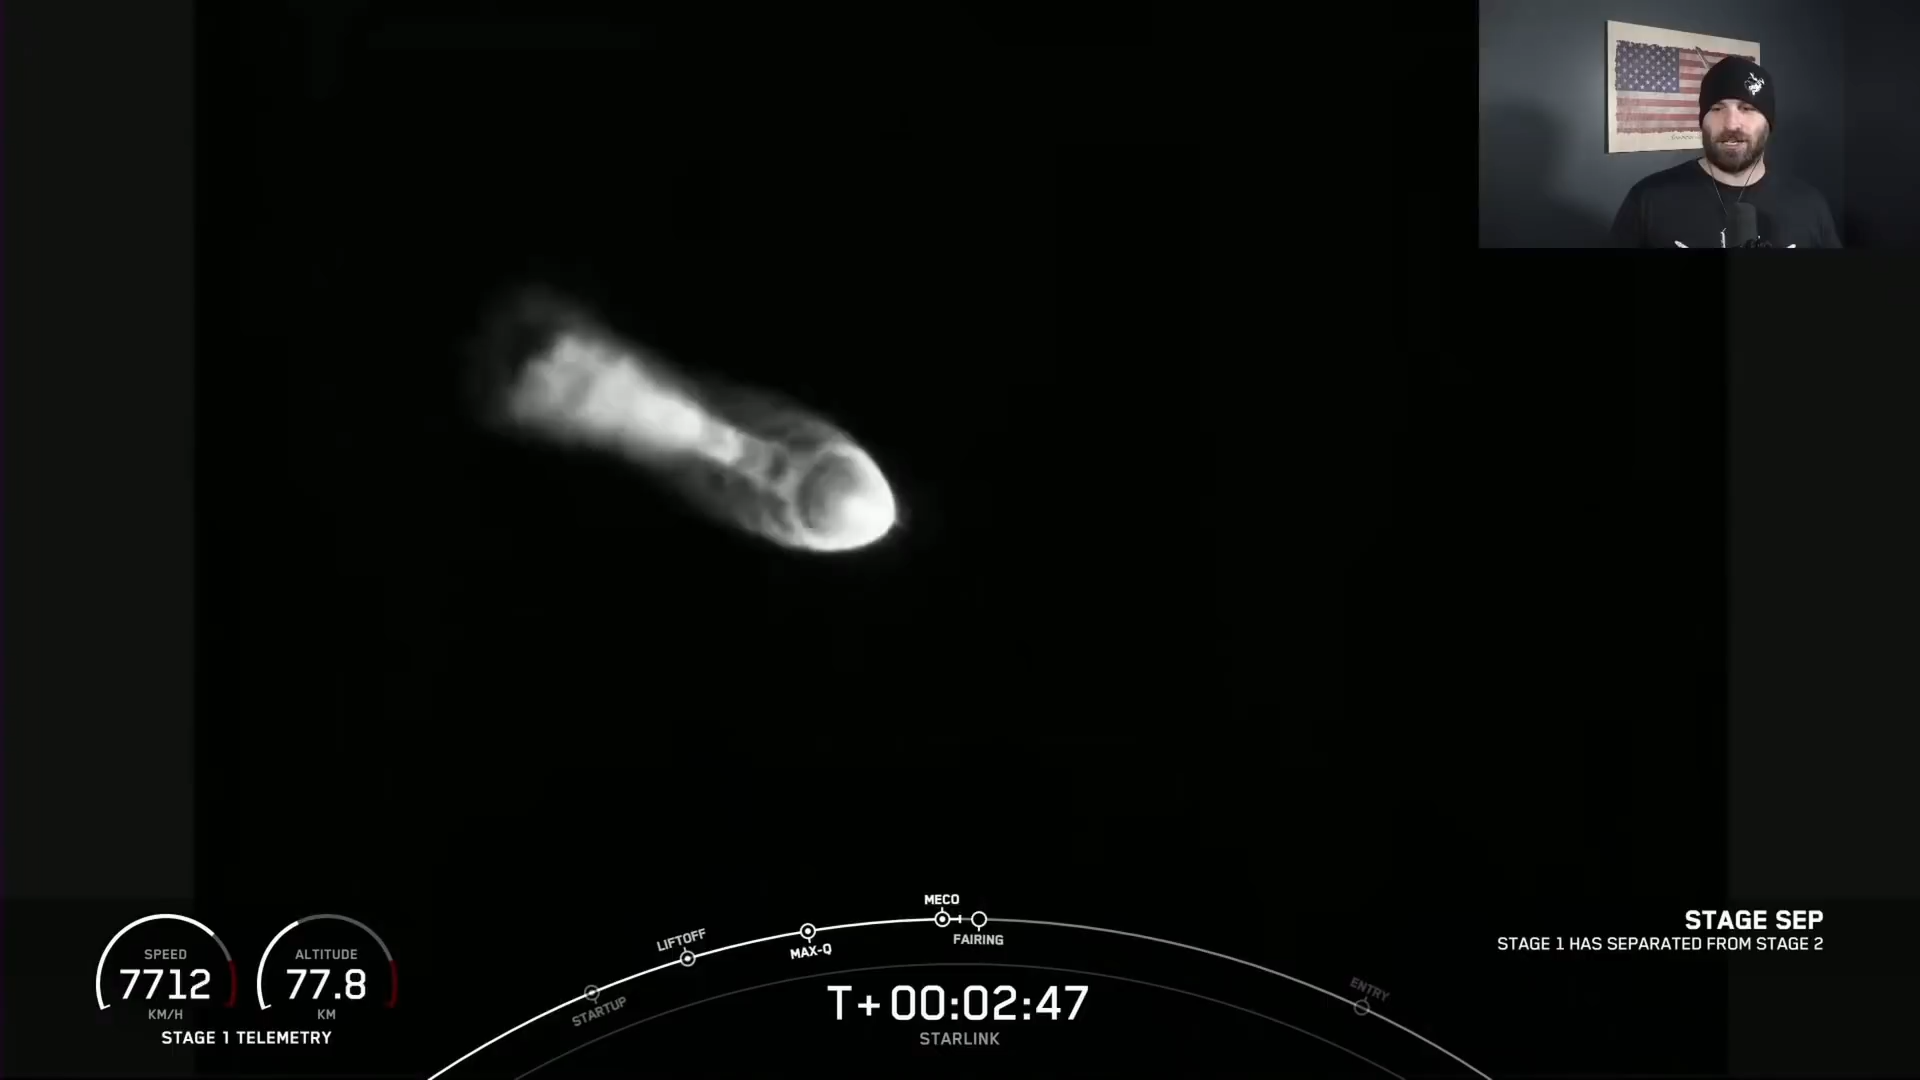 MECO
LIFTOFF
MAX-Q
FAIRING
STARTUP
ENTRY
SPEED
7712
KM/H
ALTITUDE
77.8
KM
STAGE 1 TELEMETRY
T+00:02:47
STARLINK
STAGE SEP
STAGE 1 HAS SEPARATED FROM STAGE 2